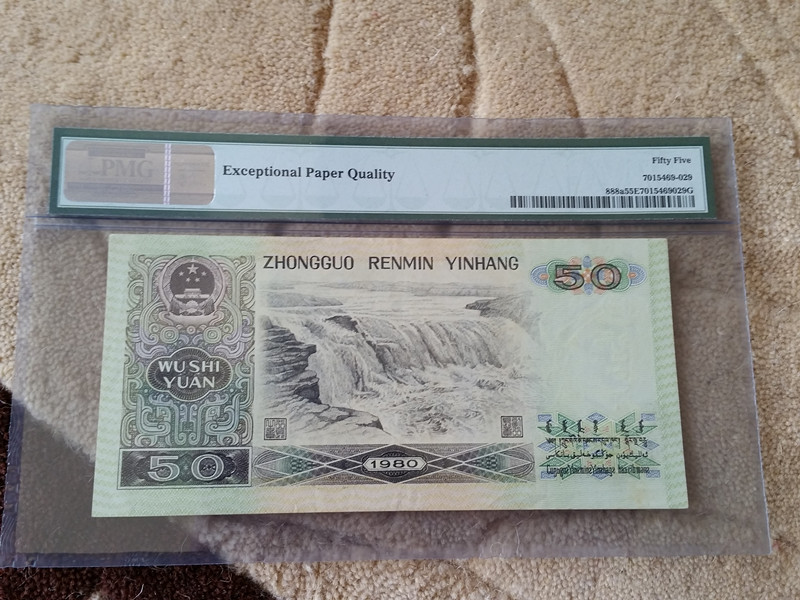 PMG
Exceptional Paper Quality
Fifty Five
7015469-029
888a55E7015469029G
ZHONGGUO RENMIN YINHANG
50
WU SHI
YUAN
50
1980